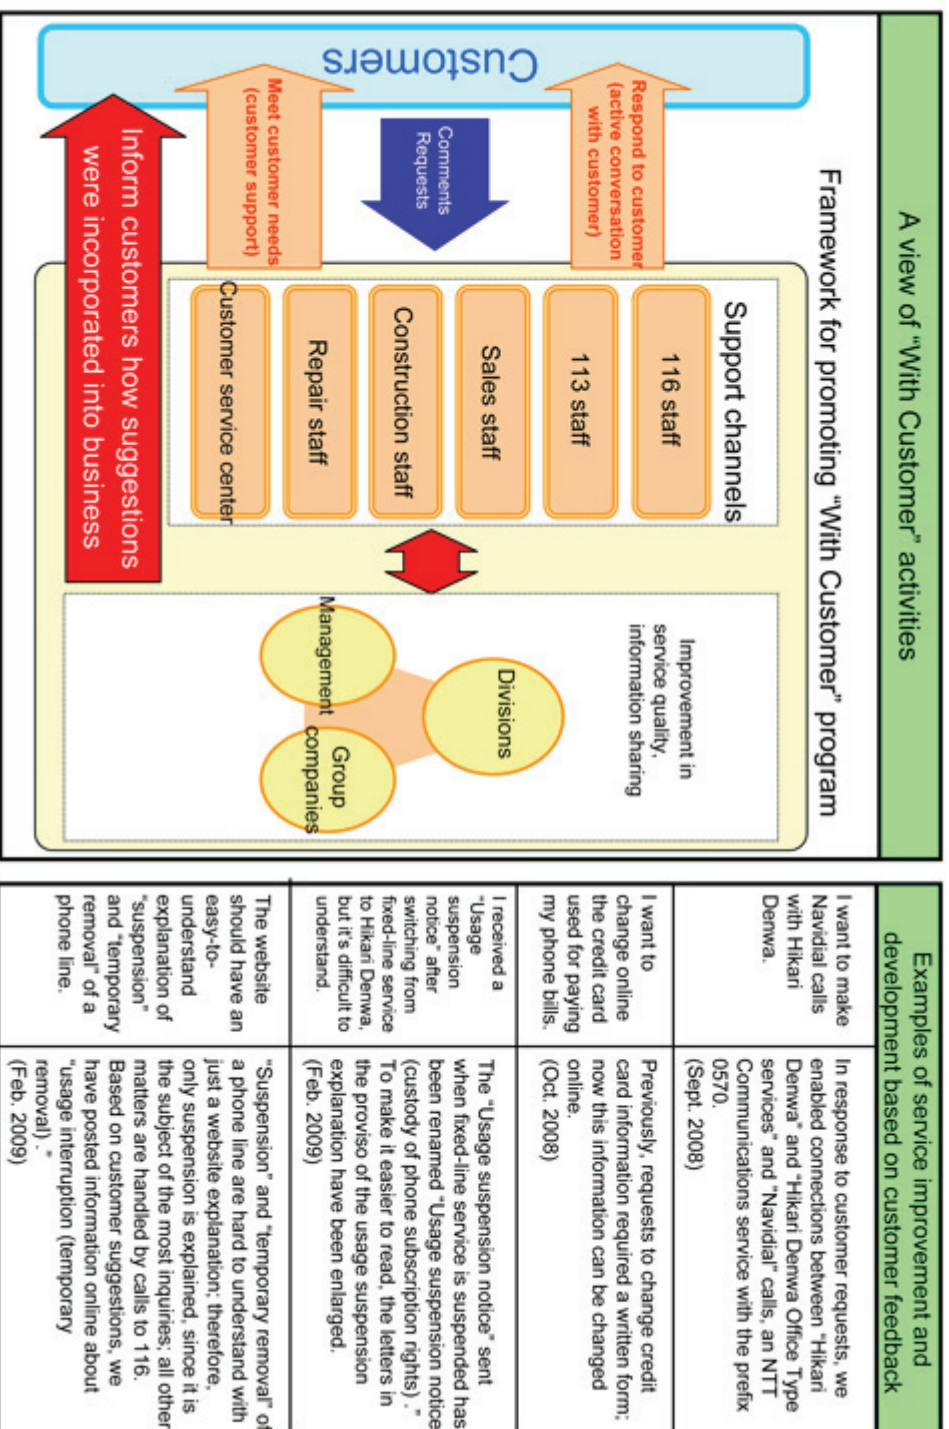 A view of "With Customer" activities
Framework for promoting "With Customer" program
Customers
Respond to customer
(active conversation
with customer)
Comments
Requests
Meet customer needs
(customer support)
Inform customers how suggestions
were incorporated into business
Support channels
116 staff
113 staff
Sales staff
Construction staff
Repair staff
Customer service center
Improvement in
service quality,
information sharing
Divisions
Management
Group
companies
Examples of service improvement and
development based on customer feedback
I want to make
Navidial calls
with Hikari
Denwa.
In response to customer requests, we
enabled connections between "Hikari
Denwa" and "Hikari Denwa Office Type
services" and "Navidial" calls, an NTT
Communications service with the prefix
0570.
(Sept. 2008)
I want to
change online
the credit card
used for paying
my phone bills.
Previously, requests to change credit
card information required a written form;
now this information can be changed
online.
(Oct. 2008)
I received a
"Usage
suspension
notice" after
switching from
fixed-line service
to Hikari Denwa,
but it's difficult to
understand.
The "Usage suspension notice" sent
when fixed-line service is suspended has
been renamed "Usage suspension notice
(custody of phone subscription rights) ."
To make it easier to read, the letters in
the proviso of the usage suspension
explanation have been enlarged.
(Feb. 2009)
The website
should have an
easy-to-
understand
explanation of
"suspension"
and "temporary
removal" of a
phone line.
"Suspension" and "temporary removal" of
a phone line are hard to understand with
just a website explanation; therefore,
only suspension is explained, since it is
the subject of the most inquiries; all other
matters are handled by calls to 116.
Based on customer suggestions, we
have posted information online about
"usage interruption (temporary
removal) ."
(Feb. 2009)